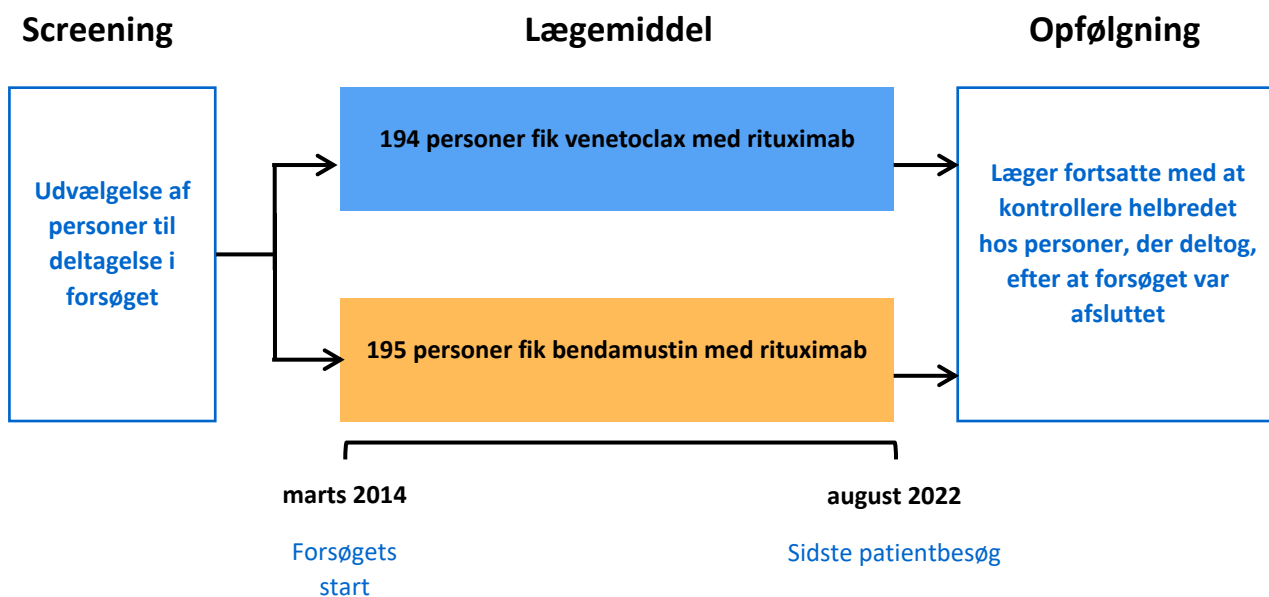 Screening
Lægemiddel
Opfølgning
Udvælgelse af
personer til
deltagelse i
forsøget
194 personer fik venetoclax med rituximab
195 personer fik bendamustin med rituximab
Læger fortsatte med at
kontrollere helbredet
hos personer, der deltog,
efter at forsøget var
afsluttet
marts 2014
Forsøgets
start
august 2022
Sidste patientbesøg